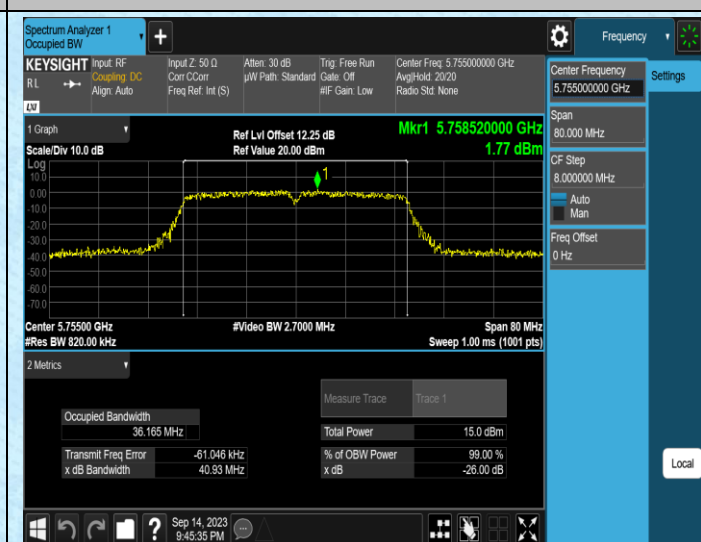 Spectrum Analyzer 1
Occupied BW
+
Frequency
KEYSIGHT Input: RF Input Z: 50 Ω Atten: 30 dB Trig: Free Run Center Freq: 5.755000000 GHz
RL Coupling: DC Corr CCorr µW Path: Standard Gate: Off Avg|Hold: 20/20
Align: Auto Freq Ref: Int (S) #IF Gain: Low Radio Std: None
LXI
Center Frequency
5.755000000 GHz
Settings
Span
80.000 MHz
CF Step
8.000000 MHz
Auto
Man
Freq Offset
0 Hz
1 Graph
Ref Lvl Offset 12.25 dB
Mkr1 5.758520000 GHz
Scale/Div 10.0 dB
Ref Value 20.00 dBm
1.77 dBm
Log
10.0
0.00
-10.0
-20.0
-30.0
-40.0
-50.0
-60.0
-70.0
1
Center 5.75500 GHz #Video BW 2.7000 MHz Span 80 MHz
#Res BW 820.00 kHz Sweep 1.00 ms (1001 pts)
2 Metrics
Measure Trace Trace 1
Occupied Bandwidth
36.165 MHz
Total Power 15.0 dBm
Transmit Freq Error -61.046 kHz
% of OBW Power 99.00 %
x dB Bandwidth 40.93 MHz
x dB -26.00 dB
Local
? Sep 14, 2023
9:45:35 PM